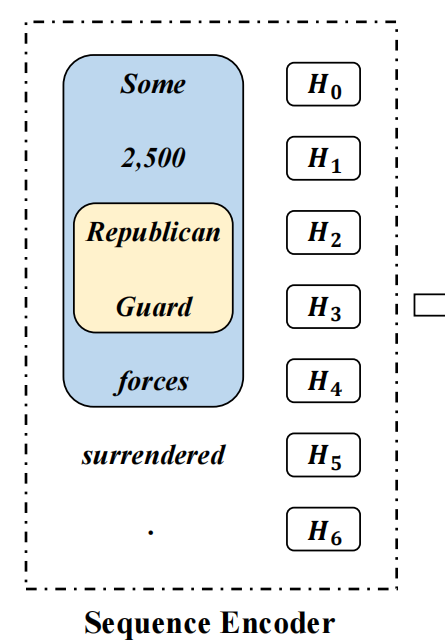 Some H₀
2,500 H₁
Republican H₂
Guard H₃
forces H₄
surrendered H₅
. H₆
Sequence Encoder